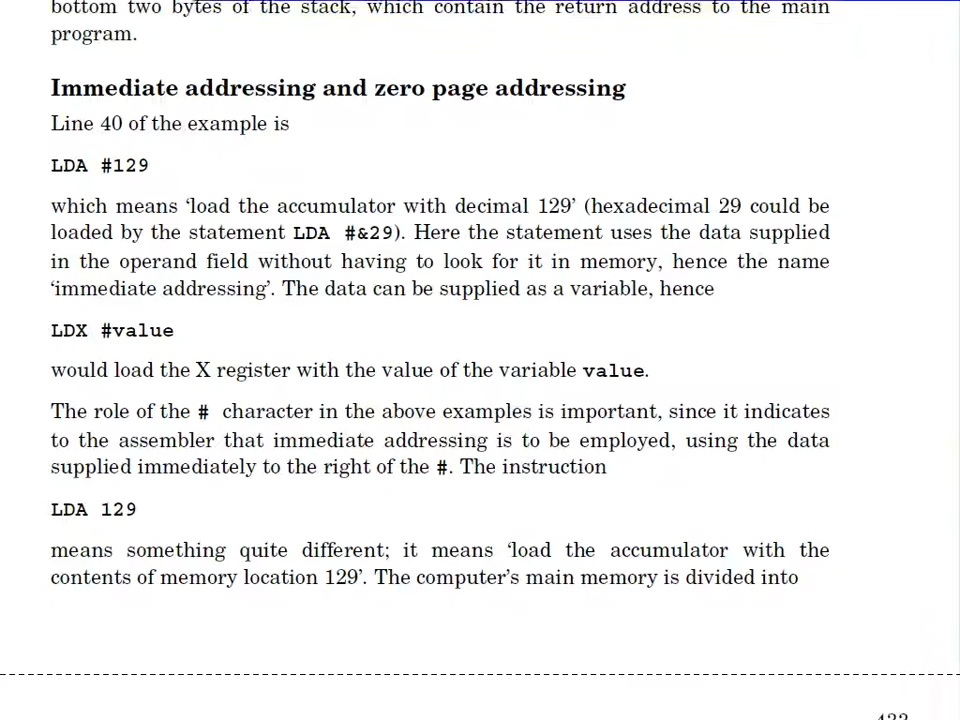 bottom two bytes of the stack, which contain the return address to the main
program.
Immediate addressing and zero page addressing
Line 40 of the example is
LDA #129
which means ‘load the accumulator with decimal 129’ (hexadecimal 29 could be
loaded by the statement LDA #&29). Here the statement uses the data supplied
in the operand field without having to look for it in memory, hence the name
‘immediate addressing’. The data can be supplied as a variable, hence
LDX #value
would load the X register with the value of the variable value.
The role of the # character in the above examples is important, since it indicates
to the assembler that immediate addressing is to be employed, using the data
supplied immediately to the right of the #. The instruction
LDA 129
means something quite different; it means ‘load the accumulator with the
contents of memory location 129’. The computer’s main memory is divided into